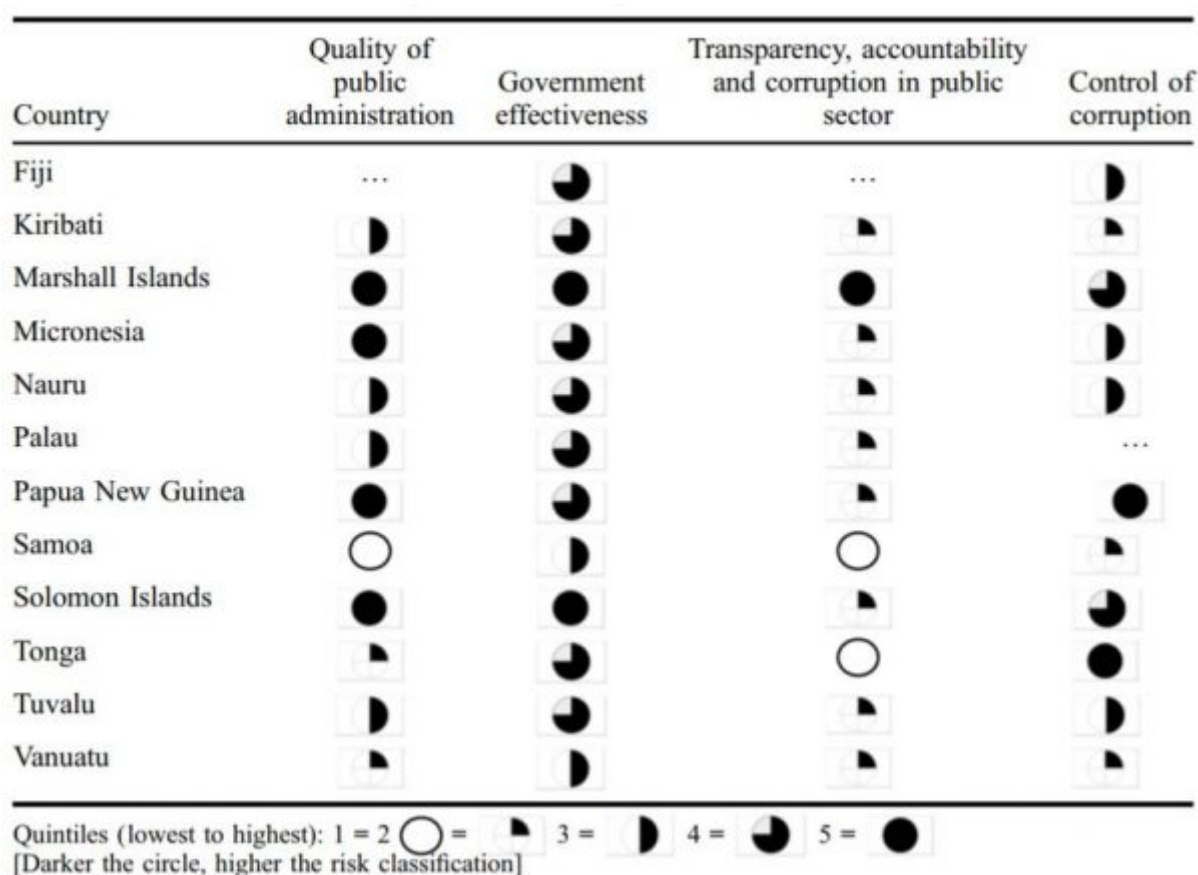 Quality of public administration
Government effectiveness
Transparency, accountability and corruption in public sector
Control of corruption
Country
Fiji ... ...
Kiribati
Marshall Islands
Micronesia
Nauru
Palau ...
Papua New Guinea
Samoa
Solomon Islands
Tonga
Tuvalu
Vanuatu
Quintiles (lowest to highest): 1 = 2 = 3 = 4 = 5 =
[Darker the circle, higher the risk classification]